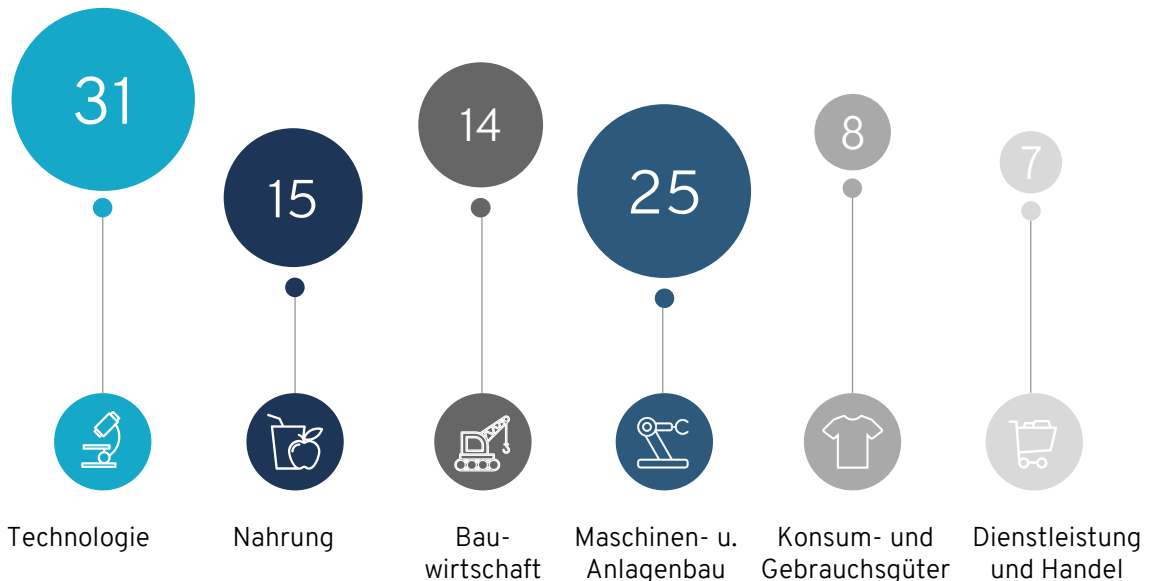 31
15
14
25
8
7
Technologie
Nahrung
Bau-
wirtschaft
Maschinen- u.
Anlagenbau
Konsum- und
Gebrauchsgüter
Dienstleistung
und Handel